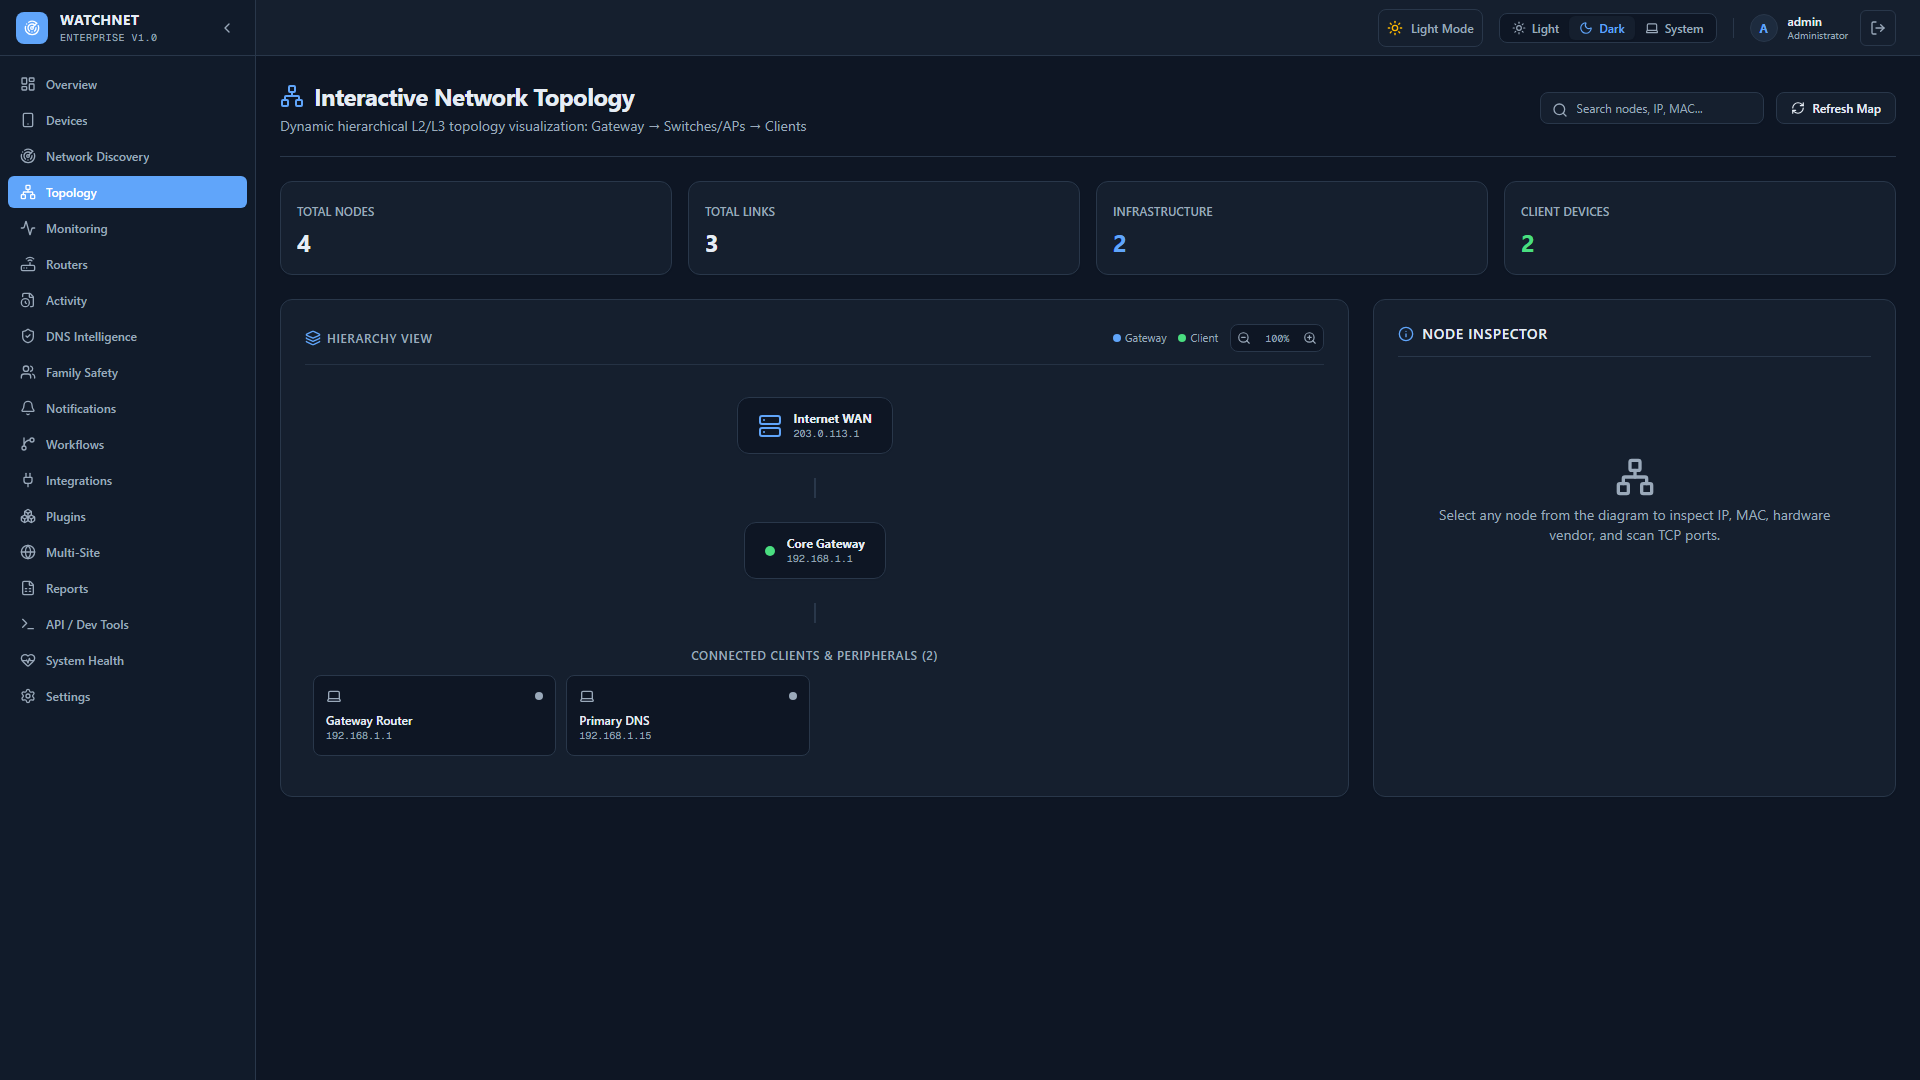 WATCHNET
ENTERPRISE V1.0
Light Mode
Light
Dark
System
A
admin
Administrator
Overview
Devices
Network Discovery
Topology
Monitoring
Routers
Activity
DNS Intelligence
Family Safety
Notifications
Workflows
Integrations
Plugins
Multi-Site
Reports
API / Dev Tools
System Health
Settings
Interactive Network Topology
Dynamic hierarchical L2/L3 topology visualization: Gateway → Switches/APs → Clients
Search nodes, IP, MAC...
Refresh Map
TOTAL NODES
4
TOTAL LINKS
3
INFRASTRUCTURE
2
CLIENT DEVICES
2
HIERARCHY VIEW
Gateway
Client
100%
Internet WAN
203.0.113.1
Core Gateway
192.168.1.1
CONNECTED CLIENTS & PERIPHERALS (2)
Gateway Router
192.168.1.1
Primary DNS
192.168.1.15
NODE INSPECTOR
Select any node from the diagram to inspect IP, MAC, hardware
vendor, and scan TCP ports.